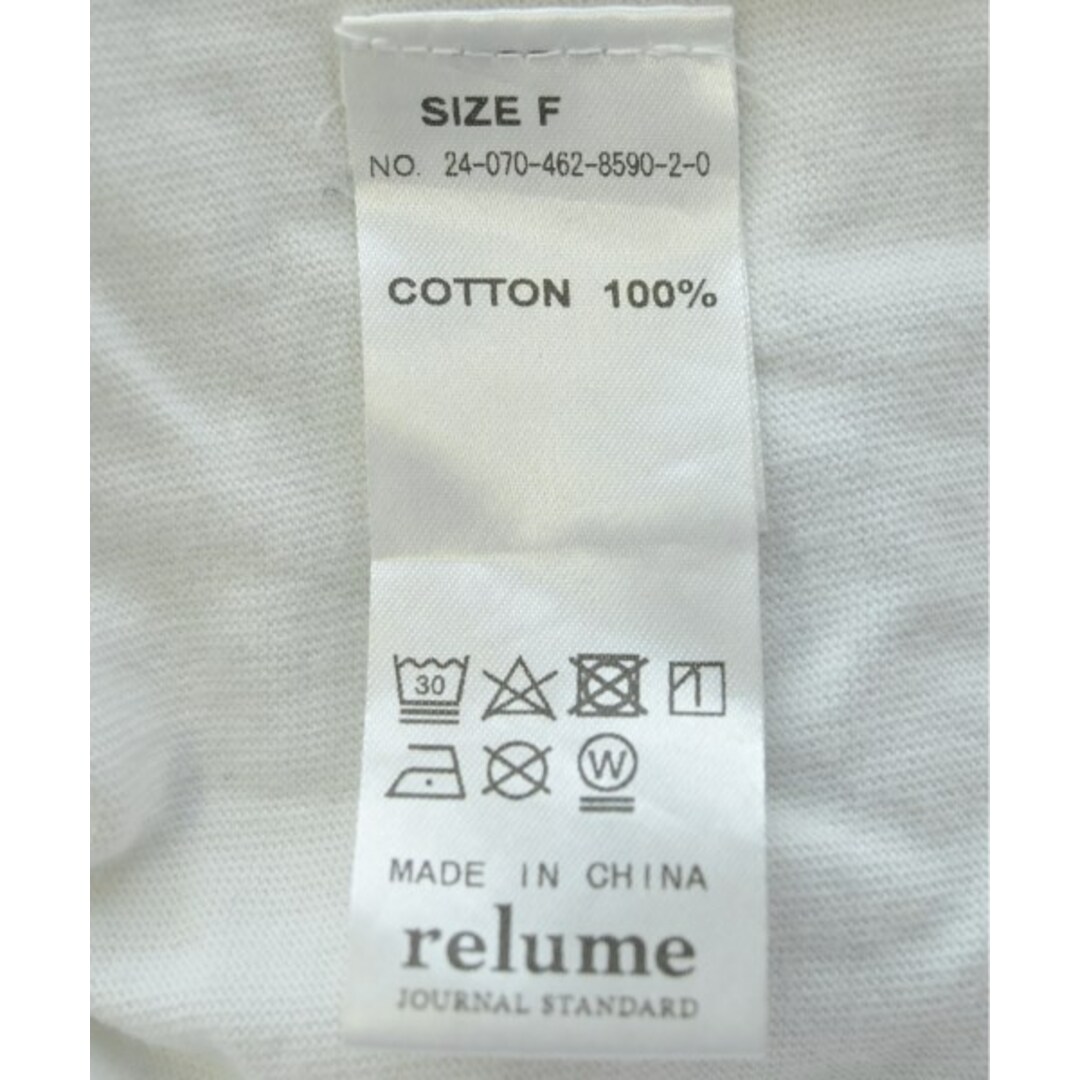 SIZE F
NO. 24-070-462-8590-2-0
COTTON 100%
30
W
MADE IN CHINA
relume
JOURNAL STANDARD